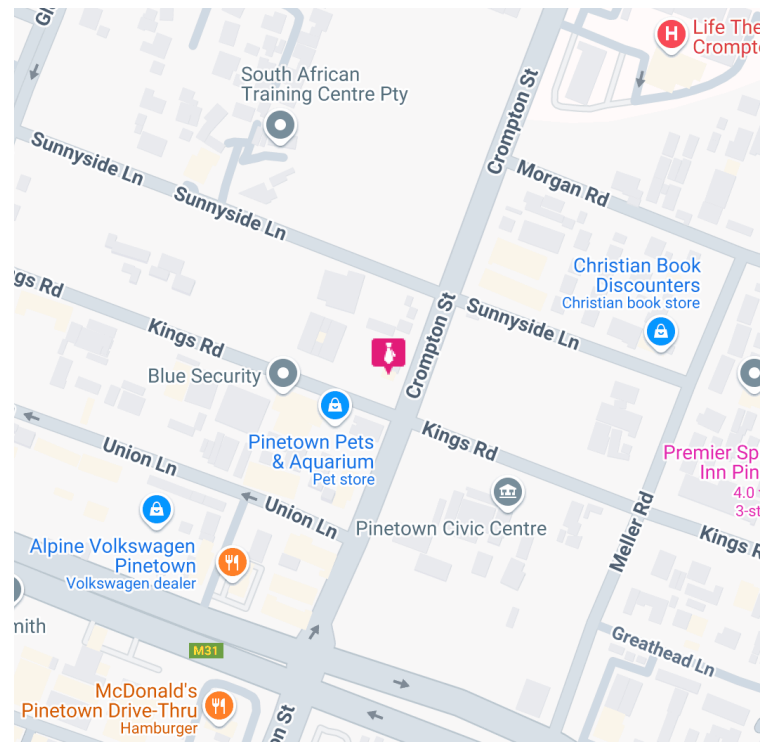 Gl
Life The
Crompto
South African
Training Centre Pty
Crompton St
Sunnyside Ln
Sunnyside Ln
Morgan Rd
Christian Book
Discounters
Christian book store
gs Rd
Kings Rd
Crompton St
Sunnyside Ln
Blue Security
Pinetown Pets
& Aquarium
Pet store
Kings Rd
Premier Sp
Inn Pin
4.0
3-st
Union Ln
Union Ln
Pinetown Civic Centre
Meller Rd
Kings R
Alpine Volkswagen
Pinetown
Volkswagen dealer
mith
M31
Greathead Ln
McDonald's
Pinetown Drive-Thru
Hamburger
on St
H